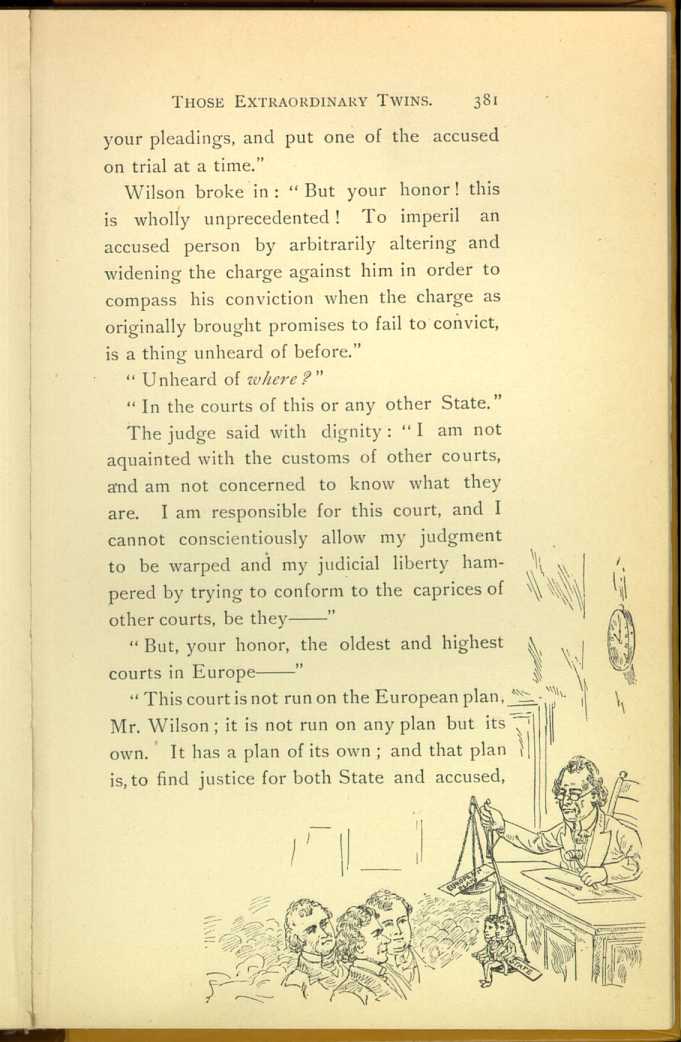 Those Extraordinary Twins. 381
your pleadings, and put one of the accused
on trial at a time."
Wilson broke in : " But your honor ! this
is wholly unprecedented ! To imperil an
accused person by arbitrarily altering and
widening the charge against him in order to
compass his conviction when the charge as
originally brought promises to fail to convict,
is a thing unheard of before."
" Unheard of where ? "
" In the courts of this or any other State."
The judge said with dignity : " I am not
aquainted with the customs of other courts,
and am not concerned to know what they
are. I am responsible for this court, and I
cannot conscientiously allow my judgment
to be warped and my judicial liberty ham-
pered by trying to conform to the caprices of
other courts, be they——"
" But, your honor, the oldest and highest
courts in Europe——"
" This court is not run on the European plan,
Mr. Wilson ; it is not run on any plan but its
own. It has a plan of its own ; and that plan
is, to find justice for both State and accused,
EUROPEAN
PLAN
STATE